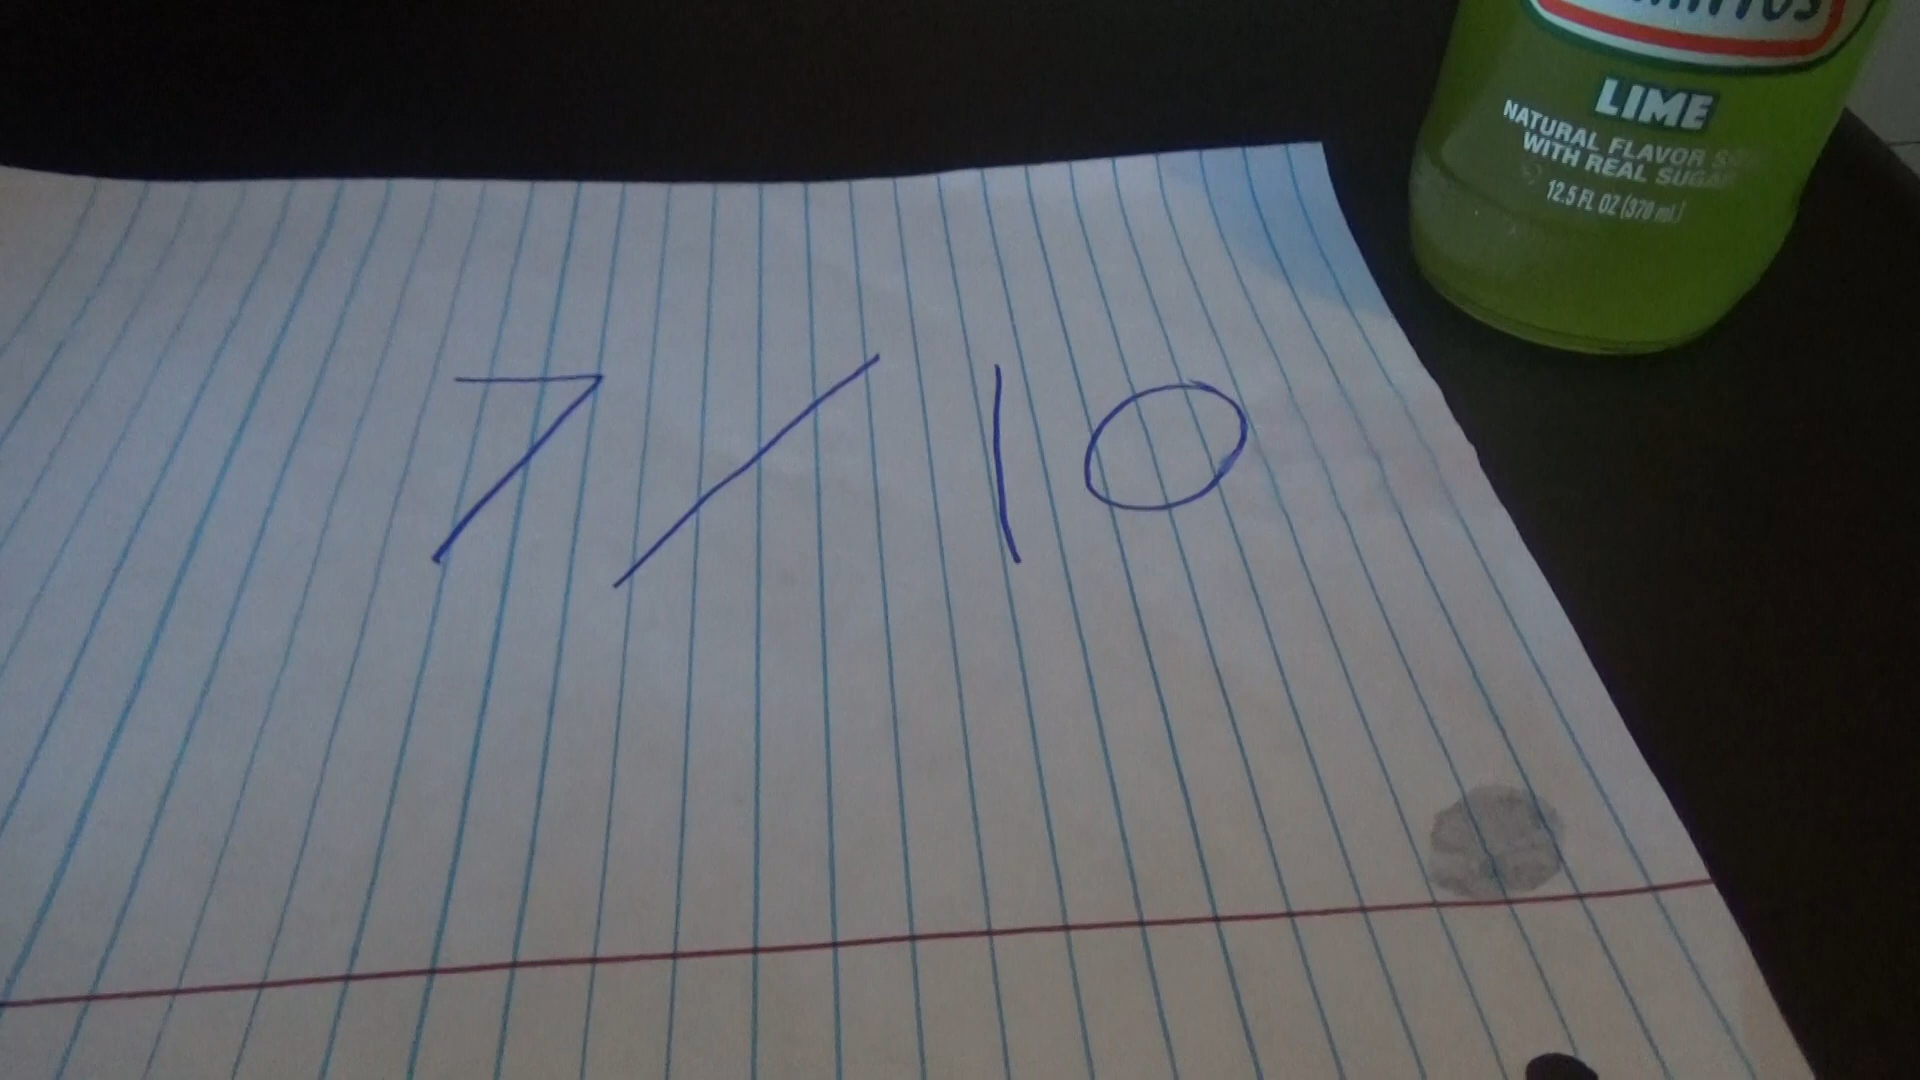 7/10
LIME
NATURAL FLAVOR
WITH REAL SUGAR
12.5 FL OZ (370 mL)